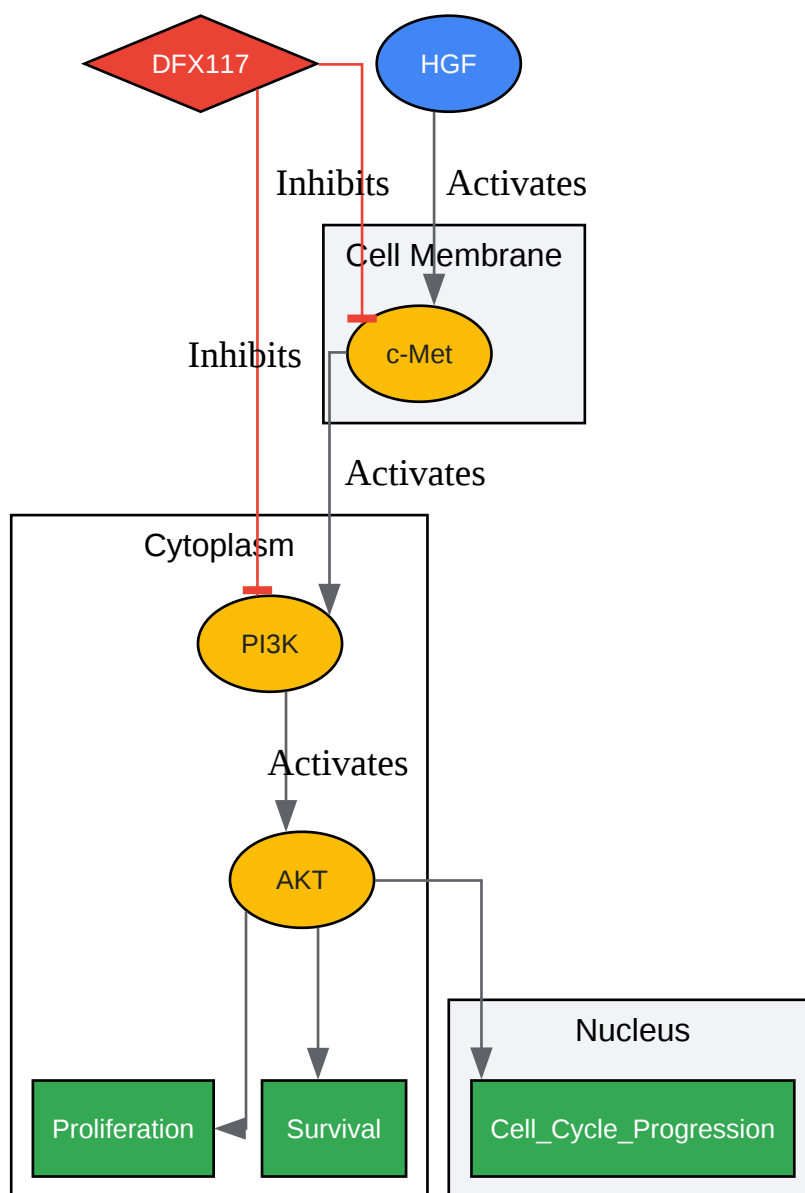 DFX117
HGF
Inhibits
Activates
Cell Membrane
Inhibits
c-Met
Activates
Cytoplasm
PI3K
Activates
AKT
Nucleus
Proliferation
Survival
Cell_Cycle_Progression